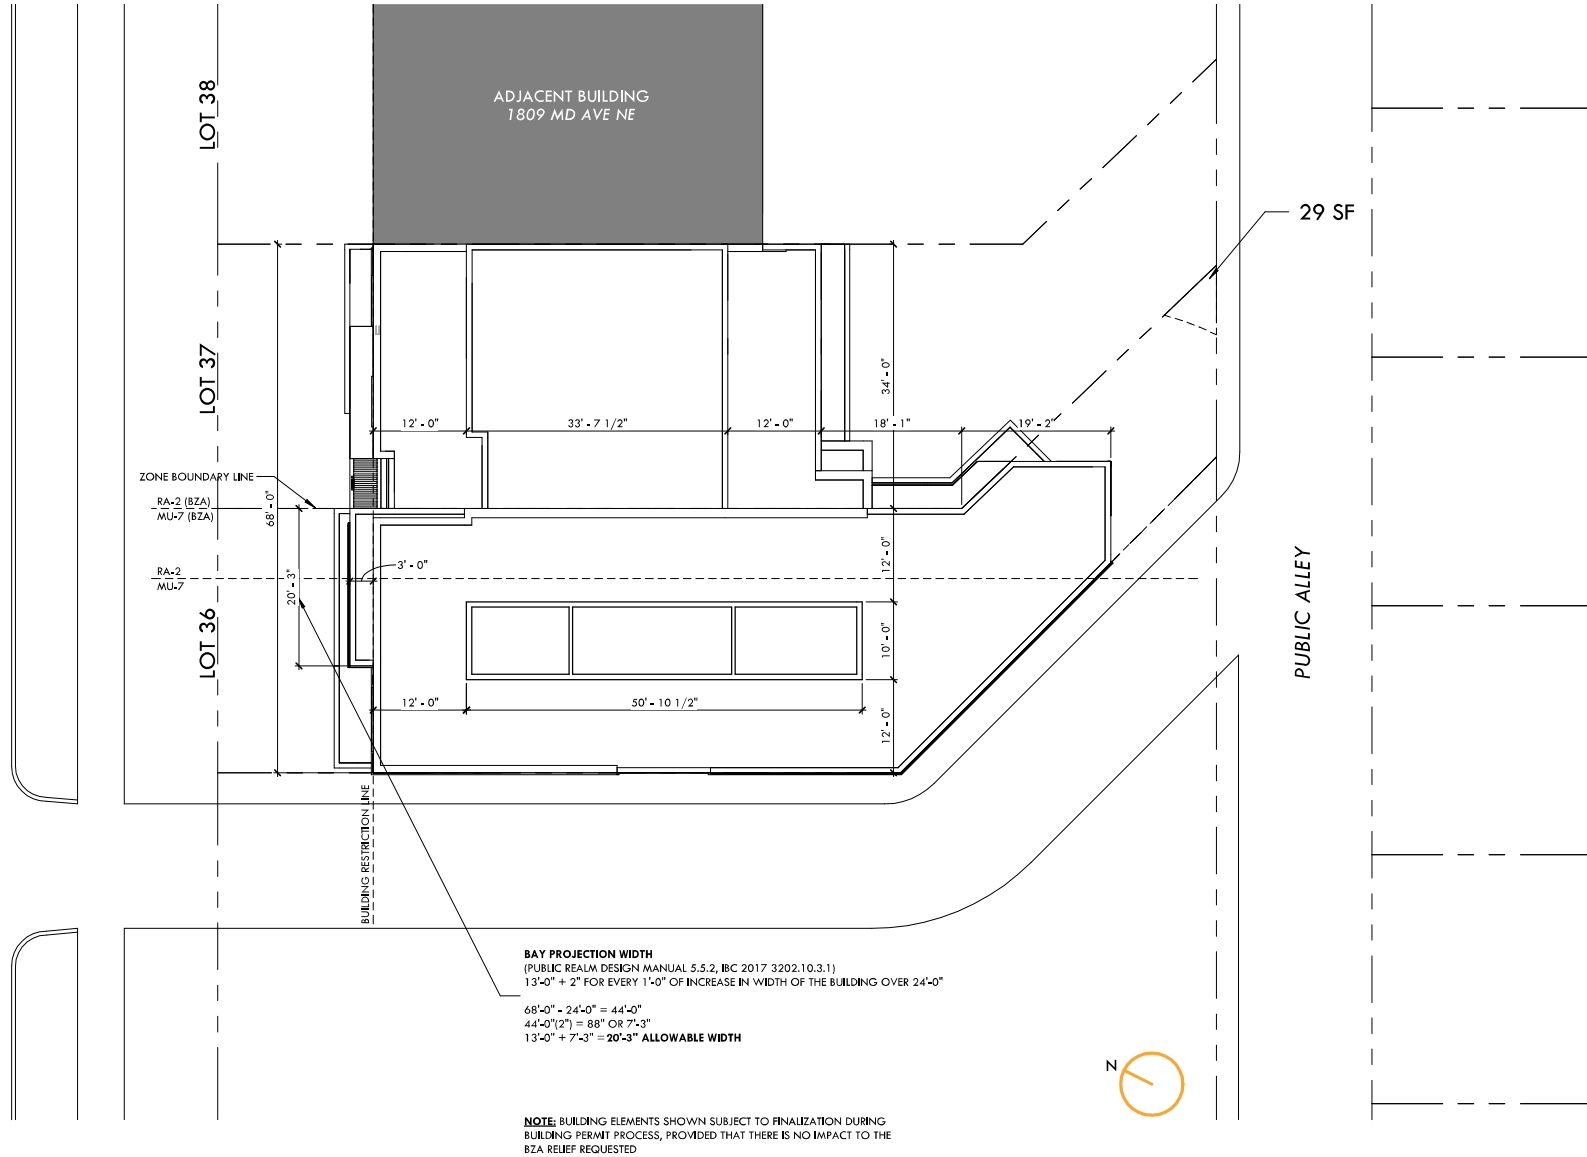 LOT 38
ADJACENT BUILDING
1809 MD AVE NE
29 SF
LOT 37
34'- 0"
12' - 0"
33' - 7 1/2"
12' - 0"
18' - 1"
19' - 2"
ZONE BOUNDARY LINE
RA-2 (BZA)
MU-7 (BZA)
68' - 0"
3' - 0"
12' - 0"
RA-2
MU-7
20' - 3"
LOT 36
10' - 0"
PUBLIC ALLEY
12' - 0"
50' - 10 1/2"
12' - 0"
BUILDING RESTRICTION LINE
BAY PROJECTION WIDTH
(PUBLIC REALM DESIGN MANUAL 5.5.2, IBC 2017 3202.10.3.1)
13'-0" + 2" FOR EVERY 1'-0" OF INCREASE IN WIDTH OF THE BUILDING OVER 24'-0"
68'-0" - 24'-0" = 44'-0"
44'-0"(2") = 88" OR 7'-3"
13'-0" + 7'-3" = 20'-3" ALLOWABLE WIDTH
N
NOTE: BUILDING ELEMENTS SHOWN SUBJECT TO FINALIZATION DURING
BUILDING PERMIT PROCESS, PROVIDED THAT THERE IS NO IMPACT TO THE
BZA RELIEF REQUESTED